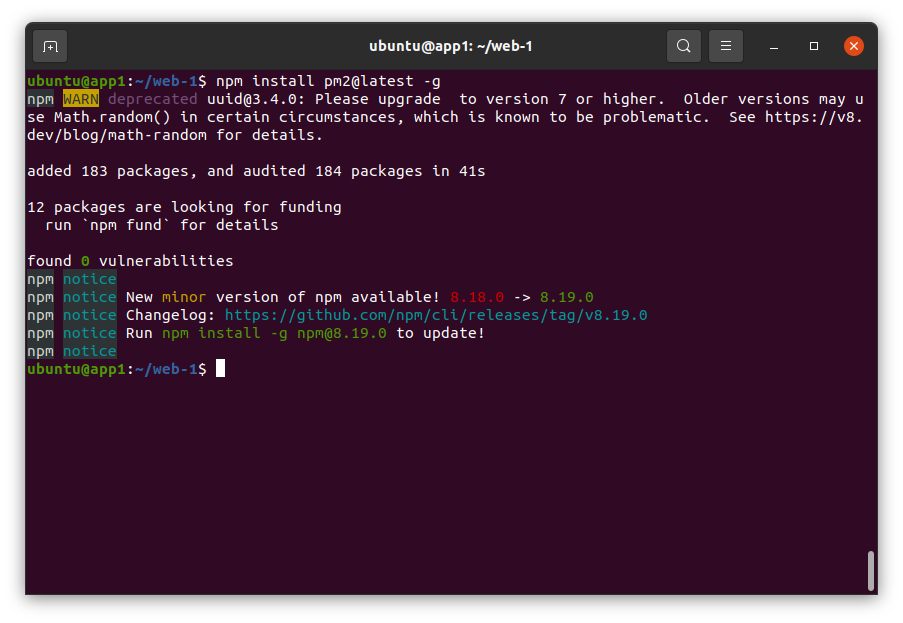 ubuntu@app1: ~/web-1
ubuntu@app1:~/web-1$ npm install pm2@latest -g
npm WARN deprecated uuid@3.4.0: Please upgrade  to version 7 or higher.  Older versions may u
se Math.random() in certain circumstances, which is known to be problematic.  See https://v8.
dev/blog/math-random for details.
added 183 packages, and audited 184 packages in 41s
12 packages are looking for funding
  run `npm fund` for details
found 0 vulnerabilities
npm notice
npm notice New minor version of npm available! 8.18.0 -> 8.19.0
npm notice Changelog: https://github.com/npm/cli/releases/tag/v8.19.0
npm notice Run npm install -g npm@8.19.0 to update!
npm notice
ubuntu@app1:~/web-1$